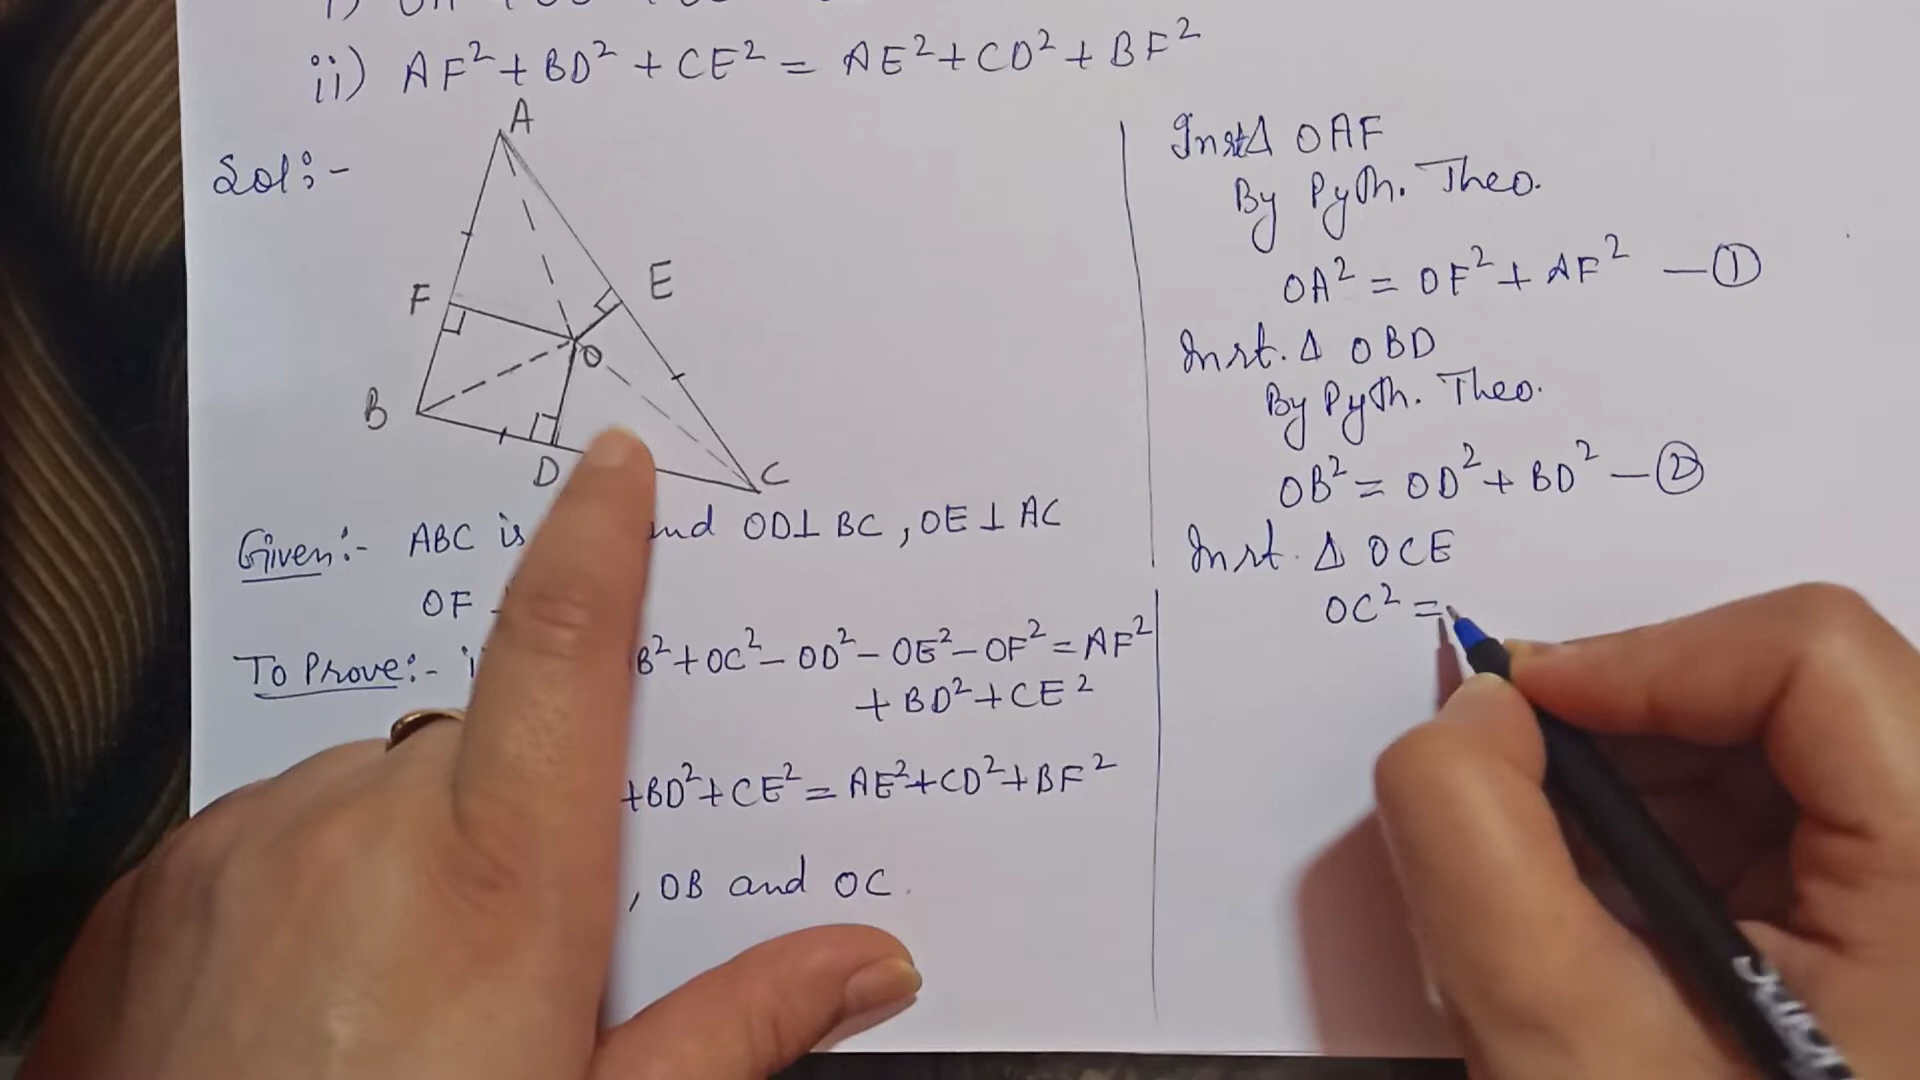 ii) AF² + BD² + CE² = AE² + CD² + BF²
Sol:-
A
F
E
O
B
D
C
Given:- ABC is nd OD⊥ BC, OE ⊥ AC
OF
To Prove:- i B² + OC² - OD² - OE² - OF² = AF²
+ BD² + CE²
+BD² + CE² = AE² + CD² + BF²
, OB and OC.
In rt Δ OAF
By Pyth. Theo.
OA² = OF² + AF² — ①
In rt. Δ OBD
By Pyth. Theo.
OB² = OD² + BD² — ②
In rt. Δ OCE
OC² =